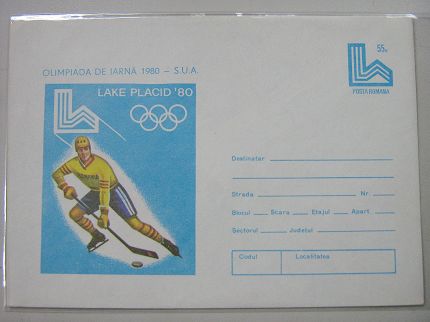 OLIMPIADA DE IARNĂ 1980 - S.U.A.
LAKE PLACID '80
55
POSTA ROMANA
Destinatar
Strada Nr.
Blocul Scara Etajul Apart.
Sectorul Judeţul
Codul Localitatea